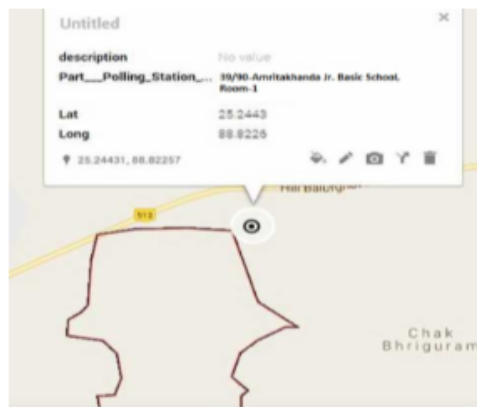 Untitled
description No value
Part___Polling_Station_... 39/90-Amritakhanda Jr. Basic School, Room-1
Lat 25.2443
Long 88.8226
25.24431, 88.82257
512
Chak Bhriguram